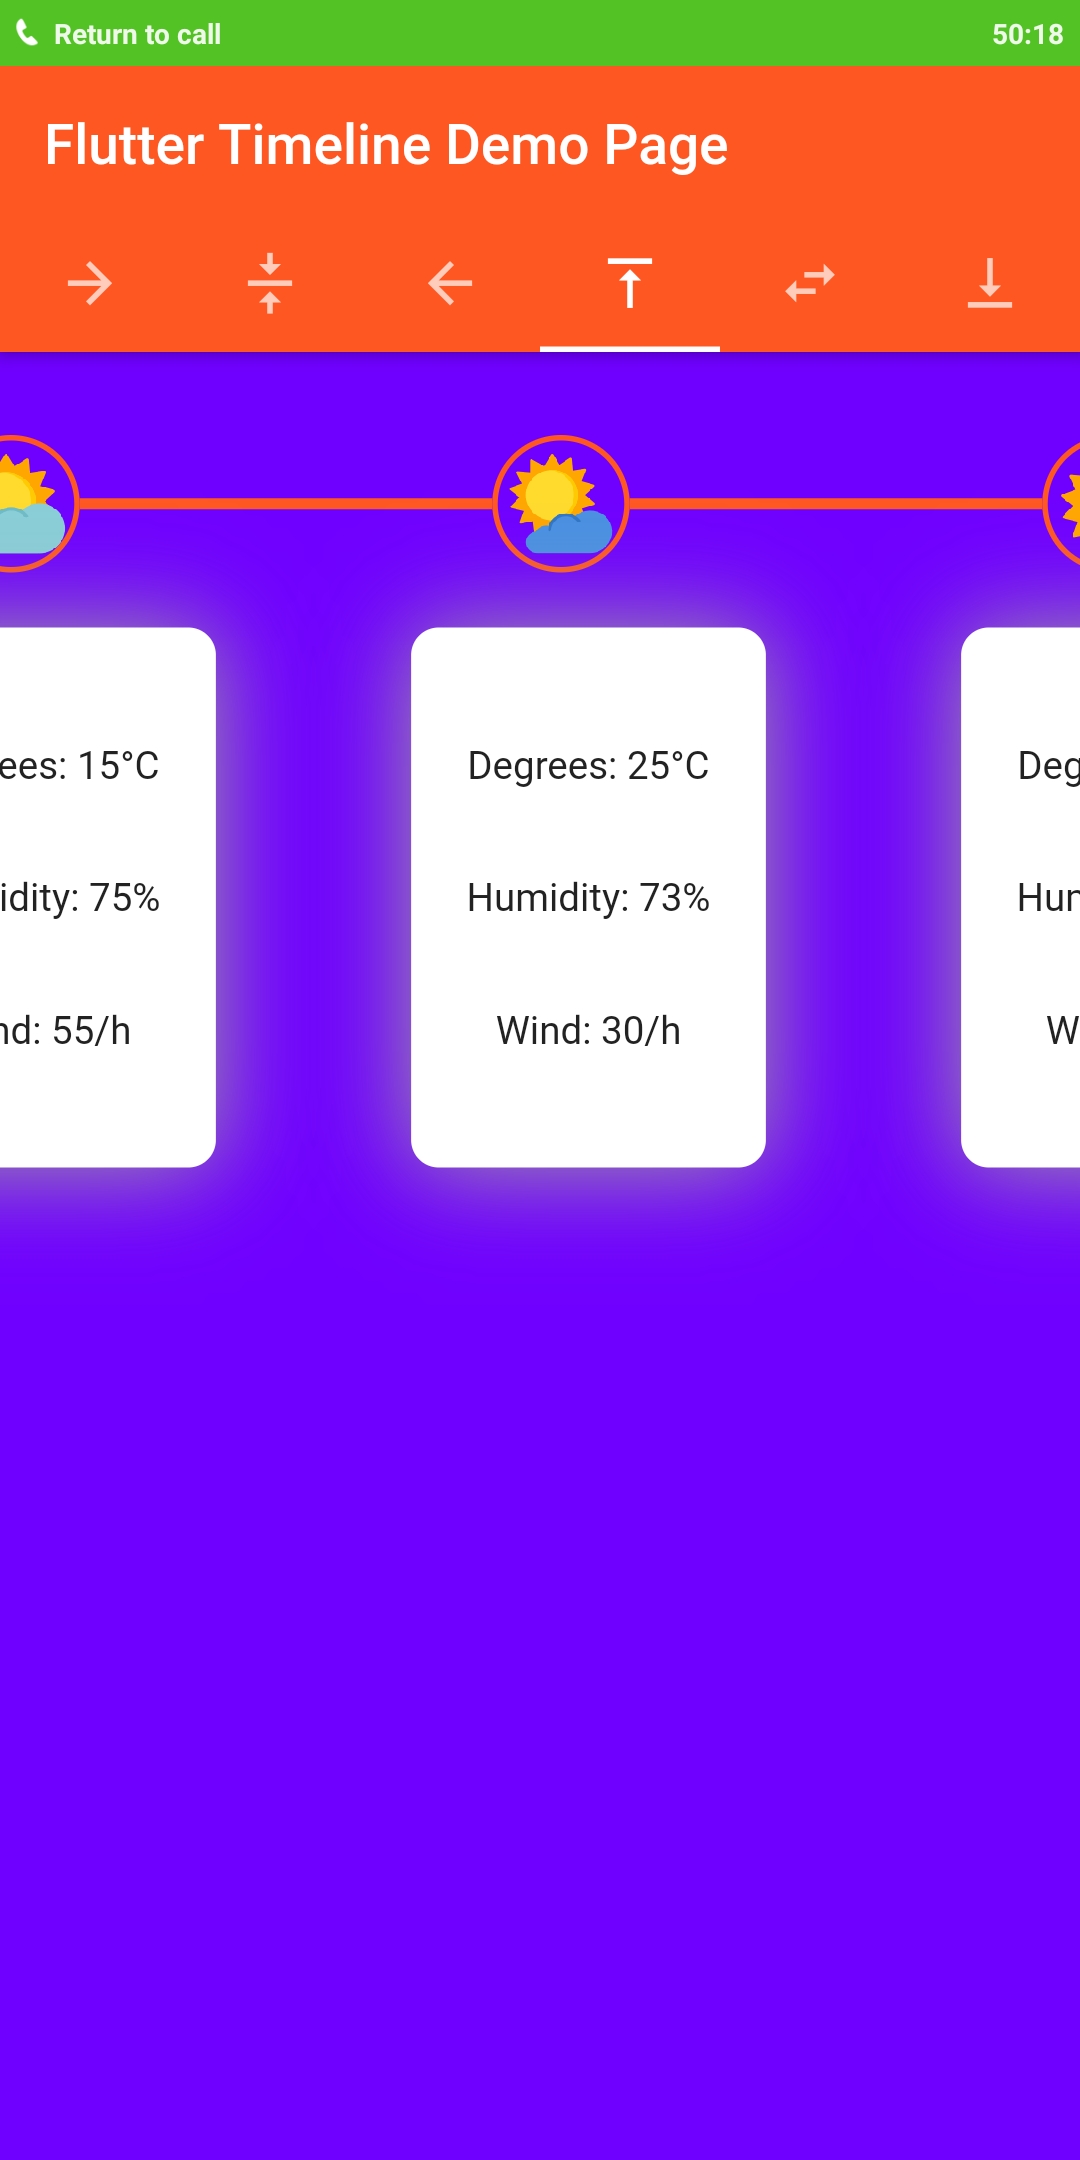 Return to call 50:18
Flutter Timeline Demo Page
ees: 15°C Degrees: 25°C Deg
idity: 75% Humidity: 73% Hum
nd: 55/h Wind: 30/h W